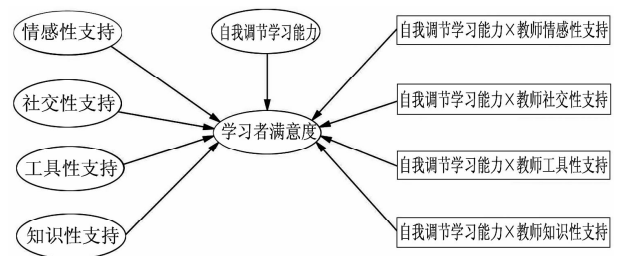 情感性支持
自我调节学习能力
自我调节学习能力×教师情感性支持
社交性支持
自我调节学习能力×教师社交性支持
学习者满意度
工具性支持
自我调节学习能力×教师工具性支持
知识性支持
自我调节学习能力×教师知识性支持